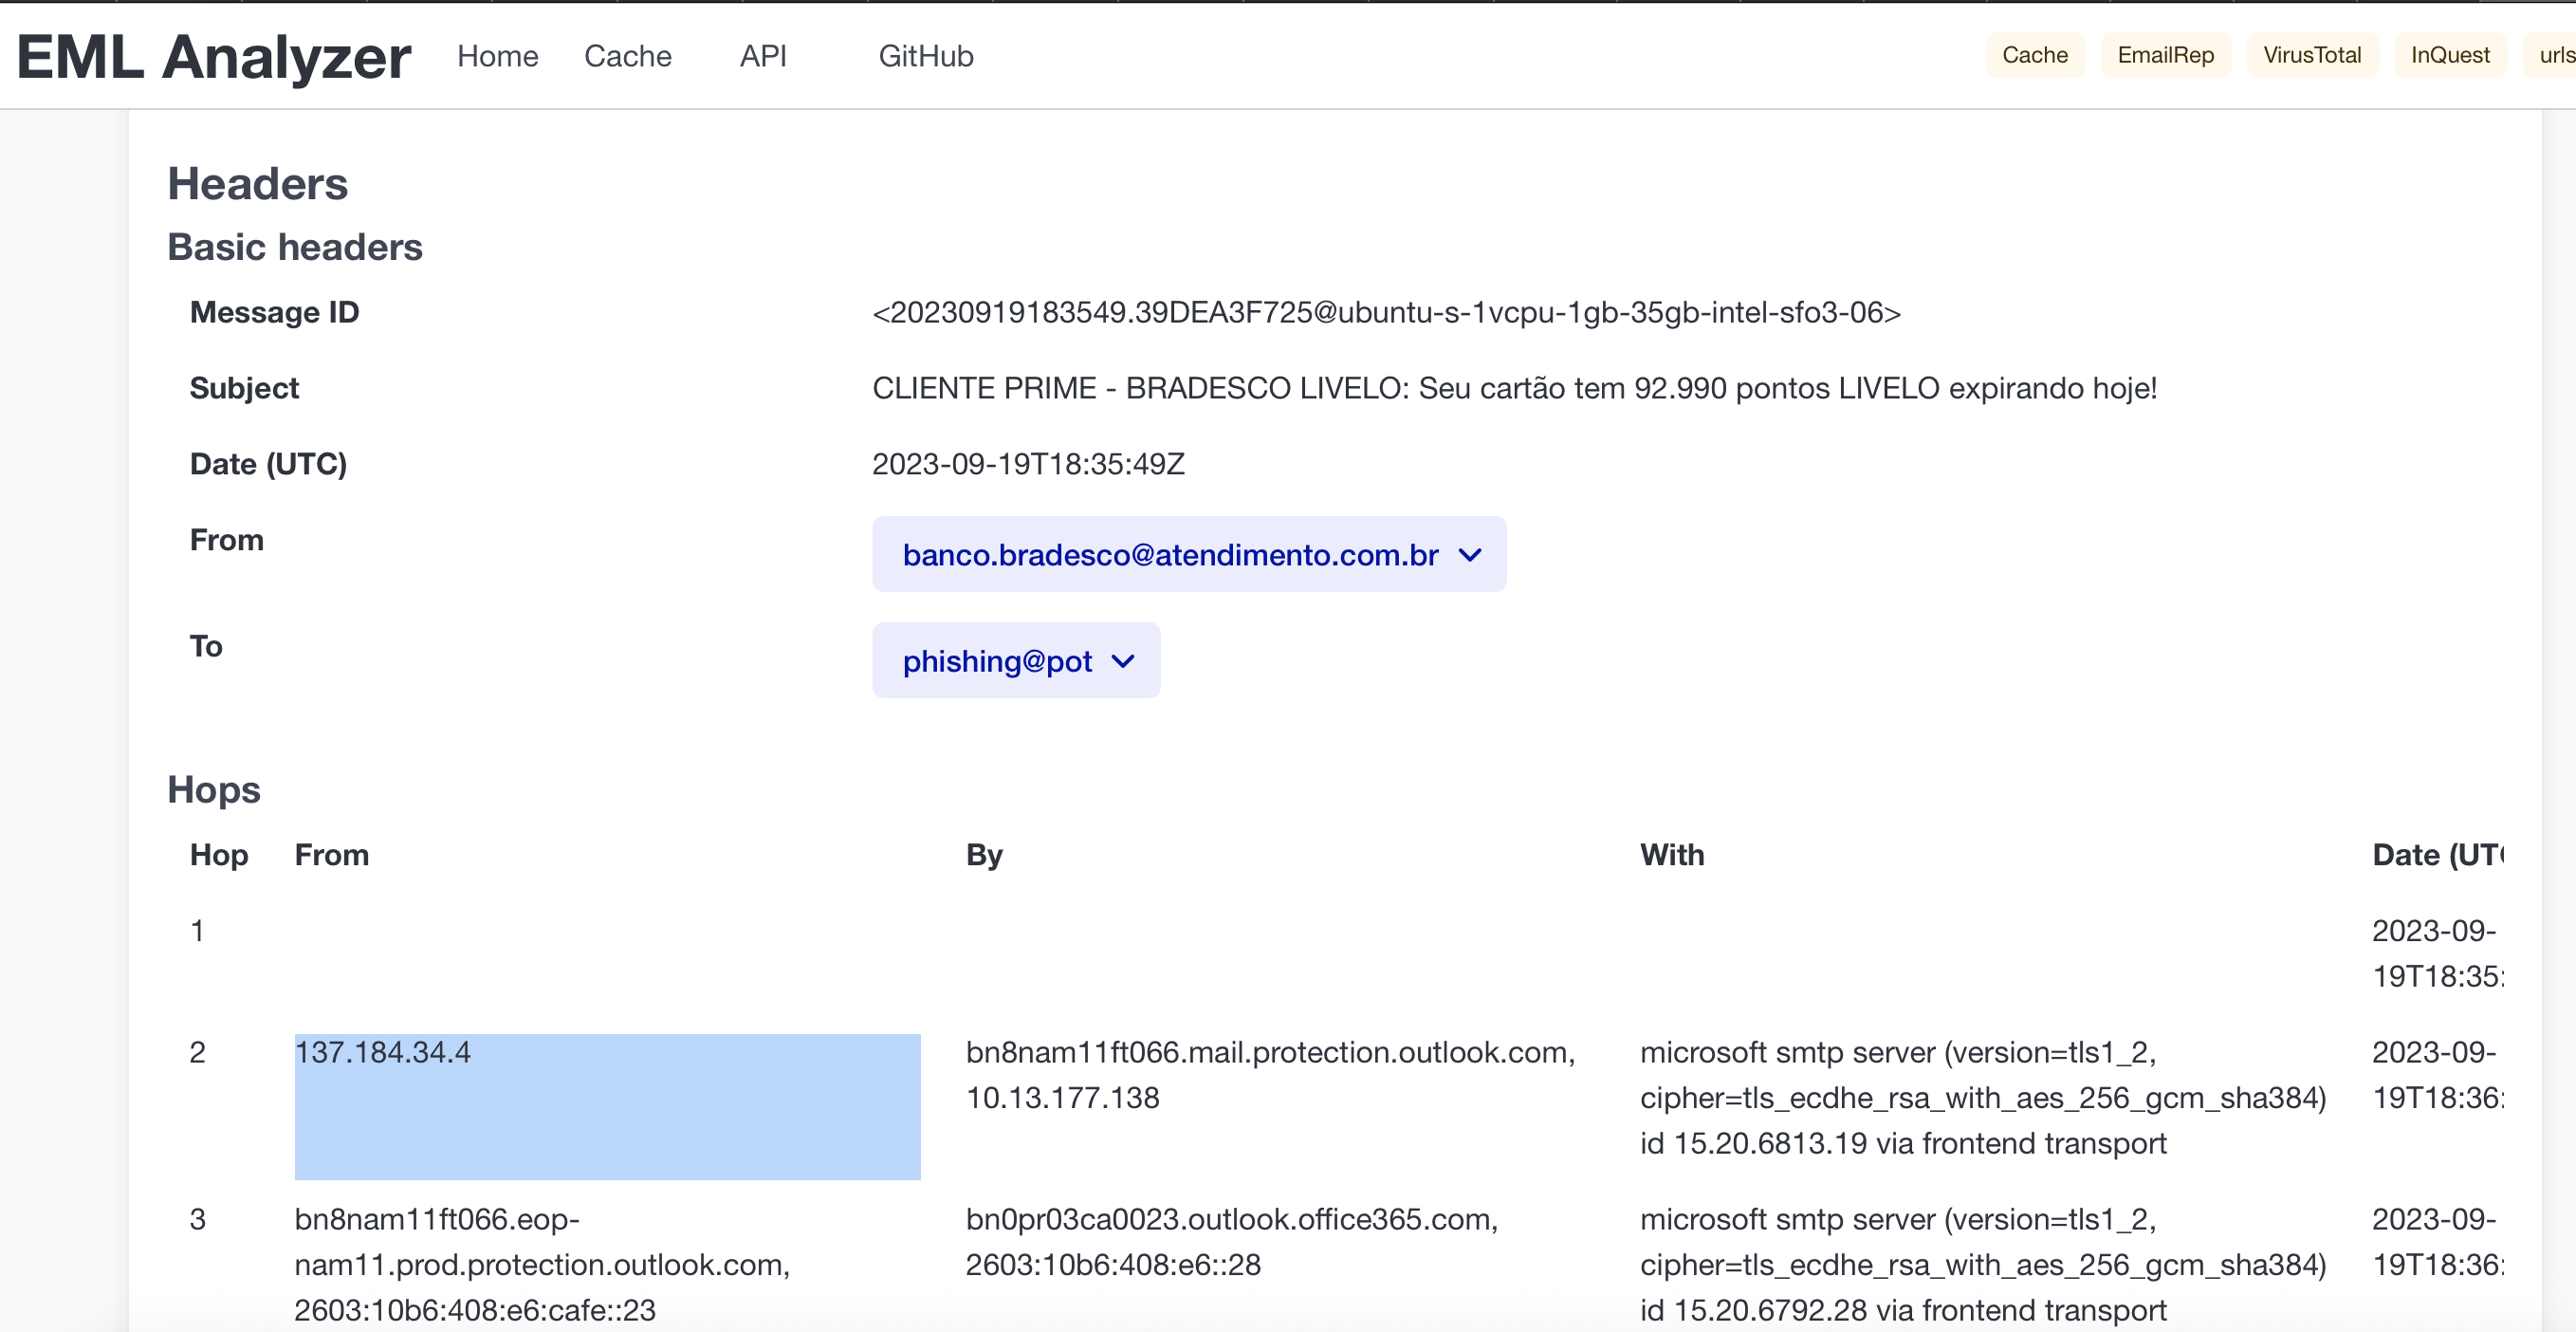 EML Analyzer Home Cache API GitHub Cache EmailRep VirusTotal InQuest urls
Headers
Basic headers
Message ID <20230919183549.39DEA3F725@ubuntu-s-1vcpu-1gb-35gb-intel-sfo3-06>
Subject CLIENTE PRIME - BRADESCO LIVELO: Seu cartão tem 92.990 pontos LIVELO expirando hoje!
Date (UTC) 2023-09-19T18:35:49Z
From banco.bradesco@atendimento.com.br
To phishing@pot
Hops
Hop From By With Date (UTC
1 2023-09-
19T18:35:
2 137.184.34.4 bn8nam11ft066.mail.protection.outlook.com, microsoft smtp server (version=tls1_2, 2023-09-
10.13.177.138 cipher=tls_ecdhe_rsa_with_aes_256_gcm_sha384) 19T18:36:
id 15.20.6813.19 via frontend transport
3 bn8nam11ft066.eop- bn0pr03ca0023.outlook.office365.com, microsoft smtp server (version=tls1_2, 2023-09-
nam11.prod.protection.outlook.com, 2603:10b6:408:e6::28 cipher=tls_ecdhe_rsa_with_aes_256_gcm_sha384) 19T18:36:
2603:10b6:408:e6:cafe::23 id 15.20.6792.28 via frontend transport